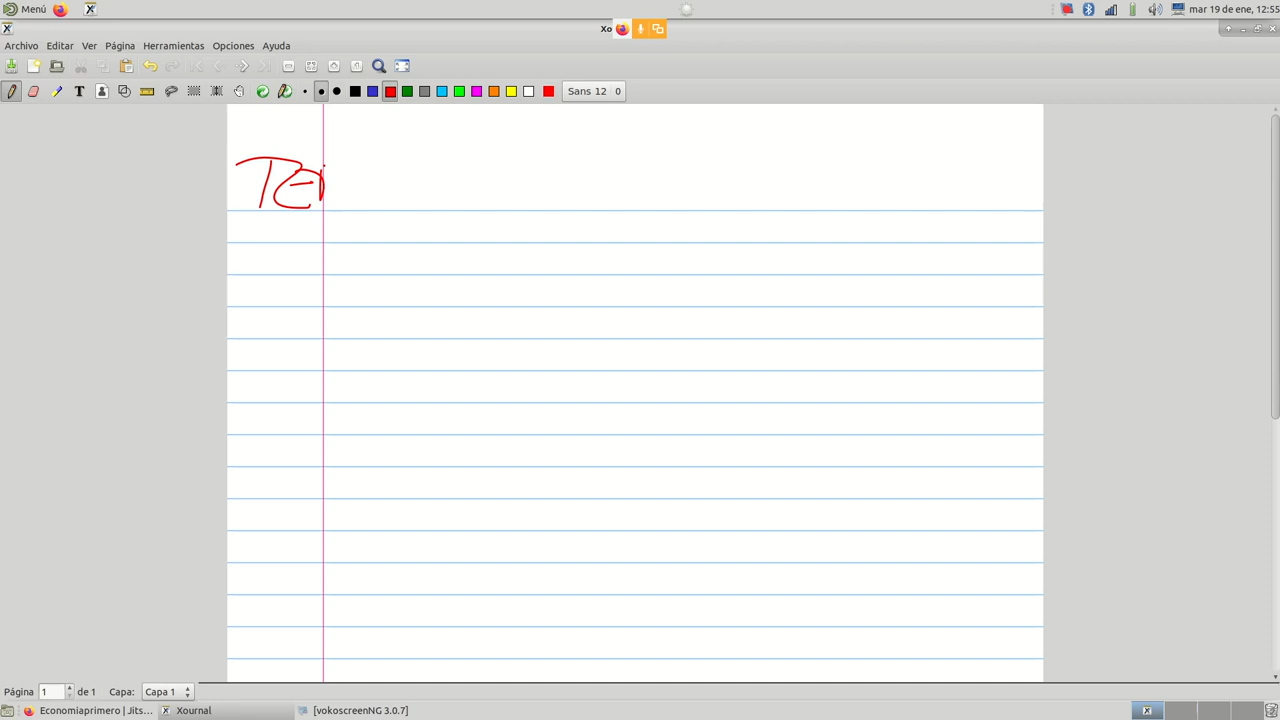 Menú mar 19 de ene, 12:55
Xo
Archivo Editar Ver Página Herramientas Opciones Ayuda
Sans 12 0
Página 1 de 1 Capa: Capa 1
Economiaprimero | Jits... Xournal [vokoscreenNG 3.0.7]